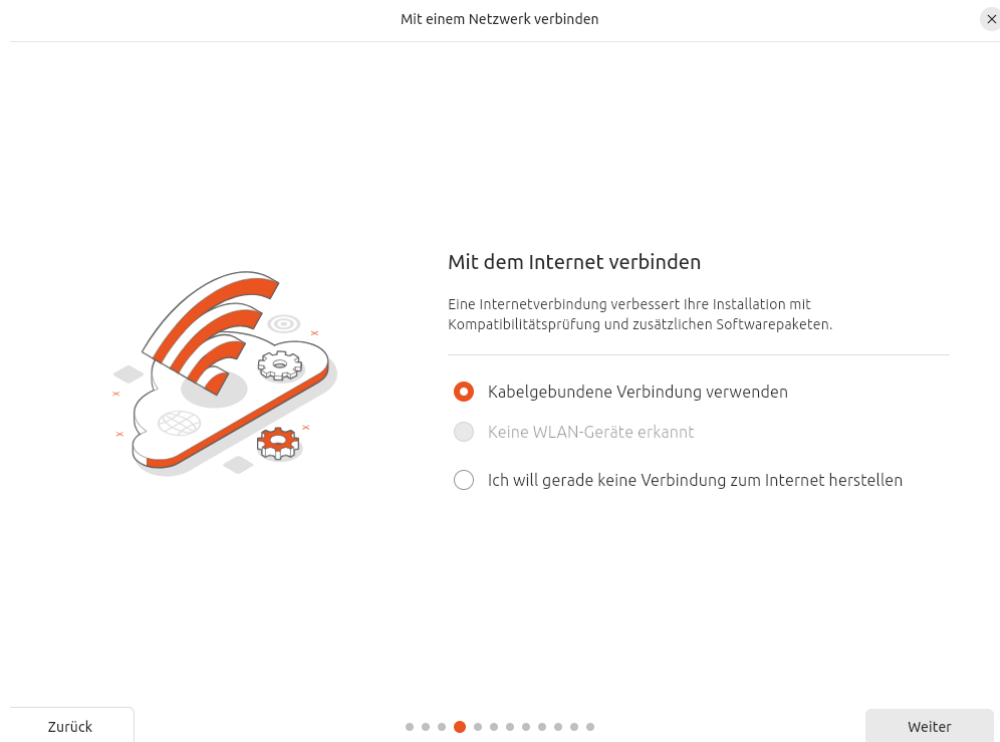 Mit einem Netzwerk verbinden
Mit dem Internet verbinden
Eine Internetverbindung verbessert Ihre Installation mit
Kompatibilitätsprüfung und zusätzlichen Softwarepaketen.
Kabelgebundene Verbindung verwenden
Keine WLAN-Geräte erkannt
Ich will gerade keine Verbindung zum Internet herstellen
Zurück
Weiter